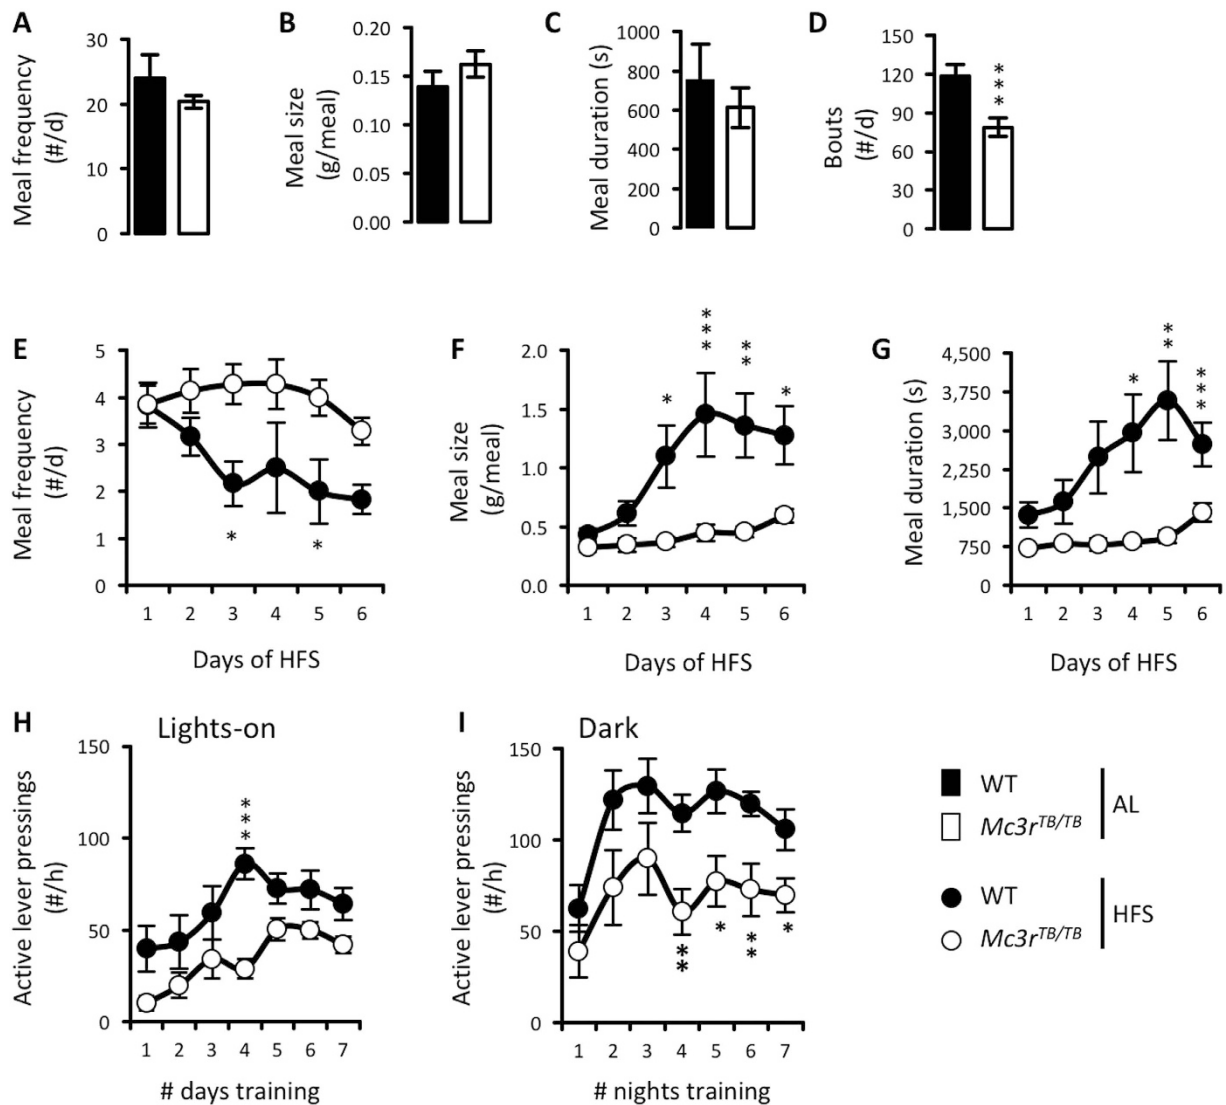 A
Meal frequency
(#/d)
30
20
10
0
B
Meal size
(g/meal)
0.20
0.15
0.10
0.05
0.00
C
Meal duration (s)
1000
800
600
400
200
0
D
Bouts
(#/d)
150
120
90
60
30
0
***
E
Meal frequency
(#/d)
5
4
3
2
1
0
*
*
1 2 3 4 5 6
Days of HFS
F
Meal size
(g/meal)
2.0
1.5
1.0
0.5
0.0
*
***
**
*
1 2 3 4 5 6
Days of HFS
G
Meal duration (s)
4,500
3,750
3,000
2,250
1,500
750
0
*
**
***
1 2 3 4 5 6
Days of HFS
H
Lights-on
Active lever pressings
(#/h)
150
100
50
0
***
1 2 3 4 5 6 7
# days training
I
Dark
Active lever pressings
(#/h)
150
100
50
0
**
*
**
*
1 2 3 4 5 6 7
# nights training
WT
Mc3rTB/TB
AL
WT
Mc3rTB/TB
HFS